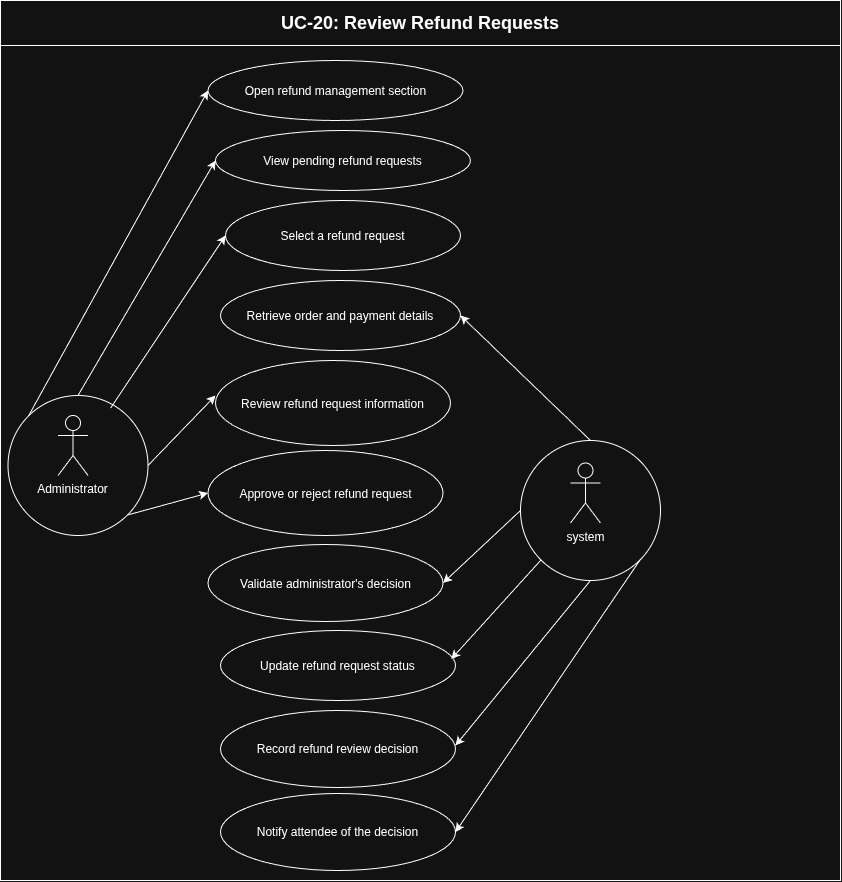 UC-20: Review Refund Requests
Open refund management section
View pending refund requests
Select a refund request
Retrieve order and payment details
Review refund request information
Administrator
Approve or reject refund request
system
Validate administrator's decision
Update refund request status
Record refund review decision
Notify attendee of the decision